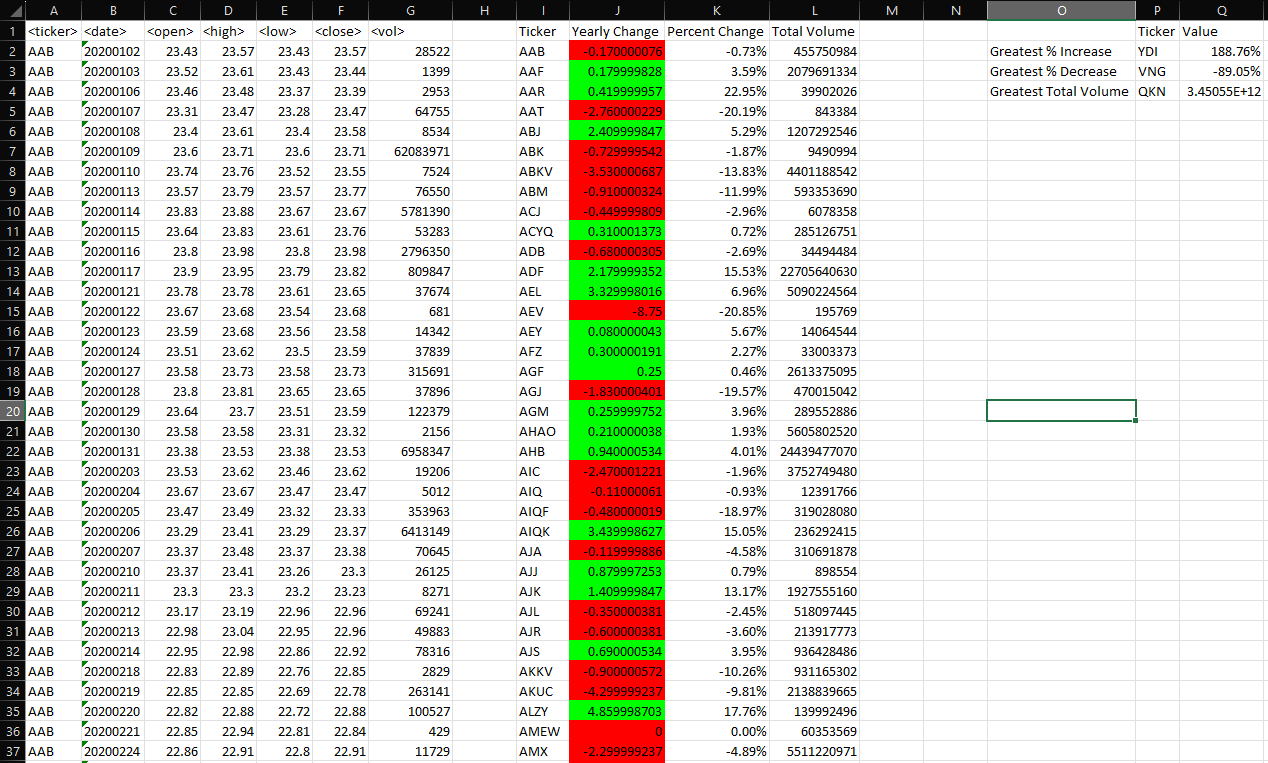 A B C D E F G H I J K L M N O P Q
1 <ticker> <date> <open> <high> <low> <close> <vol> Ticker Yearly Change Percent Change Total Volume Ticker Value
2 AAB 20200102 23.43 23.57 23.43 23.57 28522 AAB -0.170000076 -0.73% 455750984 Greatest % Increase YDI 188.76%
3 AAB 20200103 23.52 23.61 23.43 23.44 1399 AAF 0.179999828 3.59% 2079691334 Greatest % Decrease VNG -89.05%
4 AAB 20200106 23.46 23.48 23.37 23.39 2953 AAR 0.419999957 22.95% 39902026 Greatest Total Volume QKN 3.45055E+12
5 AAB 20200107 23.31 23.47 23.28 23.47 64755 AAT -2.760000229 -20.19% 843384
6 AAB 20200108 23.4 23.61 23.4 23.58 8534 ABJ 2.409999847 5.29% 1207292546
7 AAB 20200109 23.6 23.71 23.6 23.71 62083971 ABK -0.729999542 -1.87% 9490994
8 AAB 20200110 23.74 23.76 23.52 23.55 7524 ABKV -3.530000687 -13.83% 4401188542
9 AAB 20200113 23.57 23.79 23.57 23.77 76550 ABM -0.910000324 -11.99% 593353690
10 AAB 20200114 23.83 23.88 23.67 23.67 5781390 ACJ -0.449999809 -2.96% 6078358
11 AAB 20200115 23.64 23.83 23.61 23.76 53283 ACYQ 0.310001373 0.72% 285126751
12 AAB 20200116 23.8 23.98 23.8 23.98 2796350 ADB -0.680000305 -2.69% 34494484
13 AAB 20200117 23.9 23.95 23.79 23.82 809847 ADF 2.179999352 15.53% 22705640630
14 AAB 20200121 23.78 23.78 23.61 23.65 37674 AEL 3.329998016 6.96% 5090224564
15 AAB 20200122 23.67 23.68 23.54 23.68 681 AEV -8.75 -20.85% 195769
16 AAB 20200123 23.59 23.68 23.56 23.58 14342 AEY 0.080000043 5.67% 14064544
17 AAB 20200124 23.51 23.62 23.5 23.59 37839 AFZ 0.300000191 2.27% 33003373
18 AAB 20200127 23.58 23.73 23.58 23.73 315691 AGF 0.25 0.46% 2613375095
19 AAB 20200128 23.8 23.81 23.65 23.65 37896 AGJ -1.830000401 -19.57% 470015042
20 AAB 20200129 23.64 23.7 23.51 23.59 122379 AGM 0.259999752 3.96% 289552886
21 AAB 20200130 23.58 23.58 23.31 23.32 2156 AHAO 0.210000038 1.93% 5605802520
22 AAB 20200131 23.38 23.53 23.38 23.53 6958347 AHB 0.940000534 4.01% 24439477070
23 AAB 20200203 23.53 23.62 23.46 23.62 19206 AIC -2.470001221 -1.96% 3752749480
24 AAB 20200204 23.67 23.67 23.47 23.47 5012 AIQ -0.11000061 -0.93% 12391766
25 AAB 20200205 23.47 23.49 23.32 23.33 353963 AIQF -0.480000019 -18.97% 319028080
26 AAB 20200206 23.29 23.41 23.29 23.37 6413149 AIQK 3.439998627 15.05% 236292415
27 AAB 20200207 23.37 23.48 23.37 23.38 70645 AJA -0.119999886 -4.58% 310691878
28 AAB 20200210 23.37 23.41 23.26 23.3 26125 AJJ 0.879997253 0.79% 898554
29 AAB 20200211 23.3 23.3 23.2 23.23 8271 AJK 1.409999847 13.17% 1927555160
30 AAB 20200212 23.17 23.19 22.96 22.96 69241 AJL -0.350000381 -2.45% 518097445
31 AAB 20200213 22.98 23.04 22.95 22.96 49883 AJR -0.600000381 -3.60% 213917773
32 AAB 20200214 22.95 22.98 22.86 22.92 78316 AJS 0.690000534 3.95% 936428486
33 AAB 20200218 22.83 22.89 22.76 22.85 2829 AKKV -0.900000572 -10.26% 931165302
34 AAB 20200219 22.85 22.85 22.69 22.78 263141 AKUC -4.299999237 -9.81% 2138839665
35 AAB 20200220 22.82 22.88 22.72 22.88 100527 ALZY 4.859998703 17.76% 139992496
36 AAB 20200221 22.85 22.94 22.81 22.84 429 AMEW 0 0.00% 60353569
37 AAB 20200224 22.86 22.91 22.8 22.91 11729 AMX -2.299999237 -4.89% 5511220971